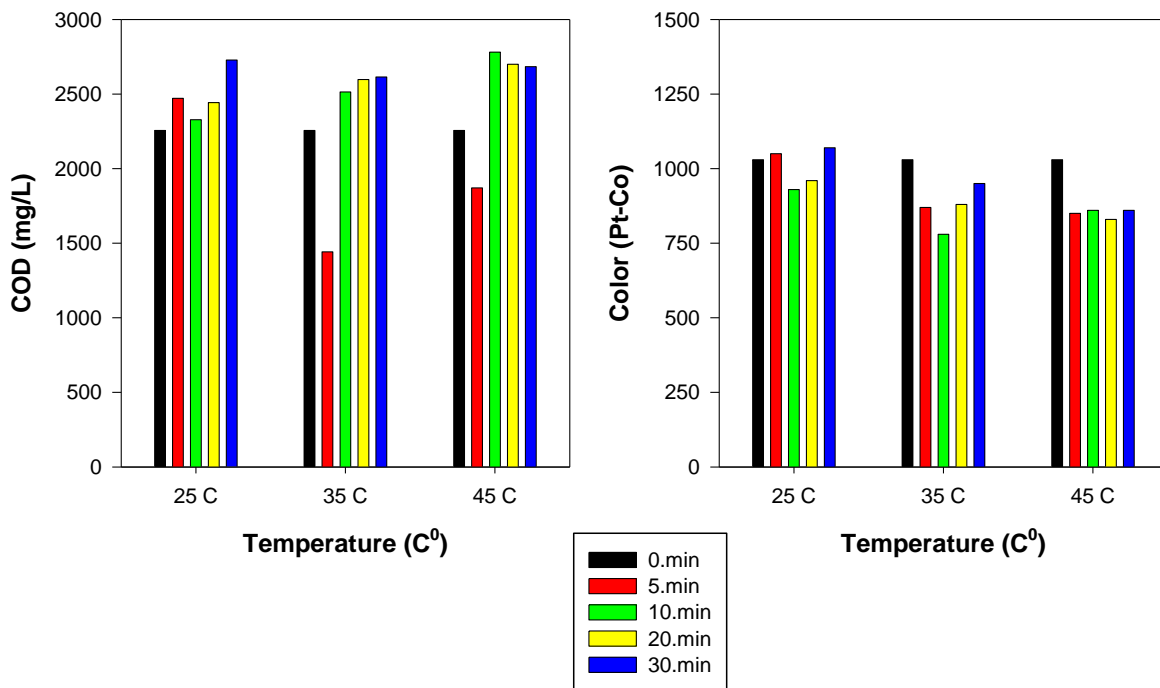 COD (mg/L)
3000
2500
2000
1500
1000
500
0
25 C 35 C 45 C
Temperature (C⁰)
Color (Pt-Co)
1500
1250
1000
750
500
250
0
25 C 35 C 45 C
Temperature (C⁰)
0.min
5.min
10.min
20.min
30.min